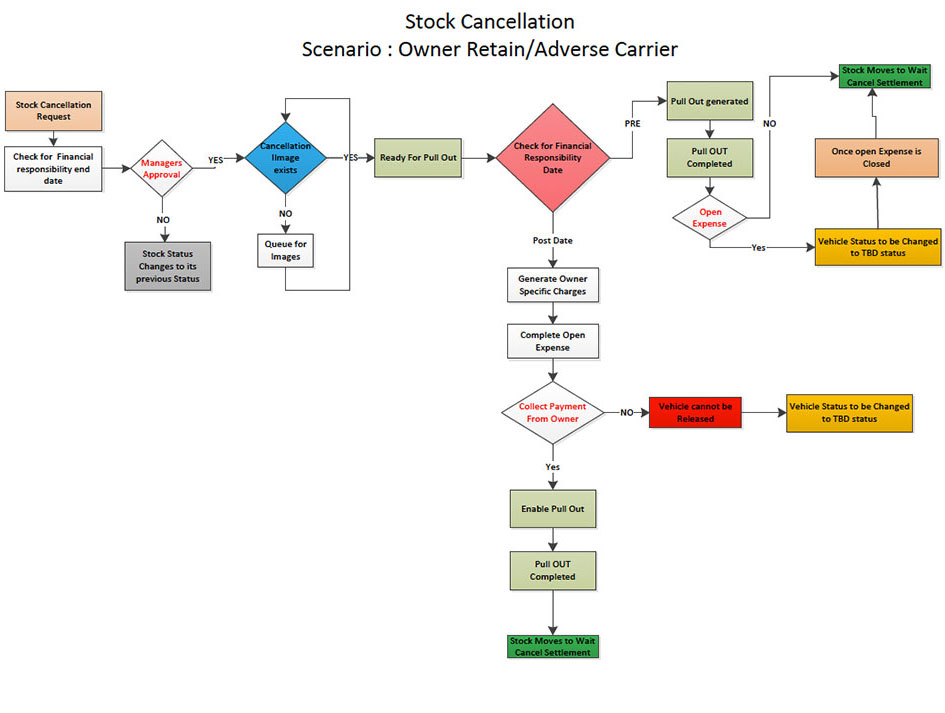 Stock Cancellation
Scenario : Owner Retain/Adverse Carrier
Stock Cancellation
Request
Check for Financial
responsibility end
date
Managers
Approval
YES
NO
Stock Status
Changes to its
previous Status
Cancellation
IImage
exists
YES
NO
Queue for
Images
Ready For Pull Out
Check for Financial
Responsibility
Date
PRE
Pull Out generated
Pull OUT
Completed
Open
Expense
NO
Stock Moves to Wait
Cancel Settlement
Yes
Vehicle Status to be Changed
to TBD status
Once open Expense is
Closed
Post Date
Generate Owner
Specific Charges
Complete Open
Expense
Collect Payment
From Owner
NO
Vehicle cannot be
Released
Vehicle Status to be Changed
to TBD status
Yes
Enable Pull Out
Pull OUT
Completed
Stock Moves to Wait
Cancel Settlement